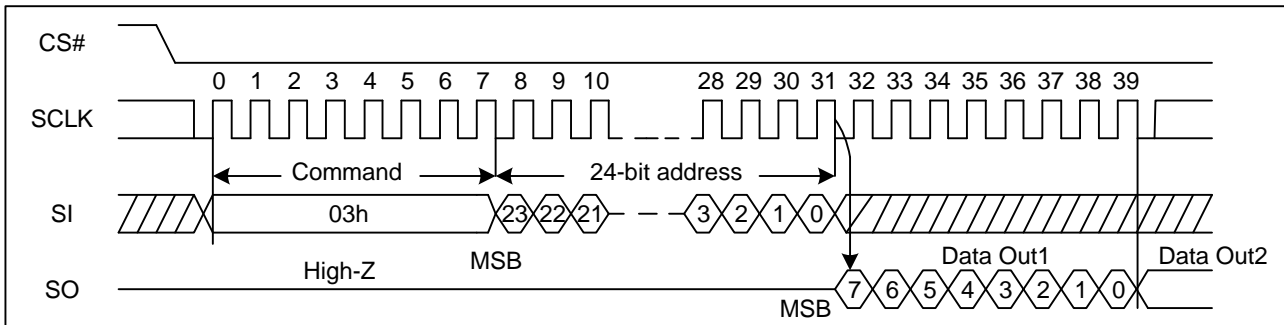 CS#
0 1 2 3 4 5 6 7 8 9 10 28 29 30 31 32 33 34 35 36 37 38 39
SCLK
Command 24-bit address
SI 03h 23 22 21 3 2 1 0
High-Z MSB Data Out1 Data Out2
SO MSB 7 6 5 4 3 2 1 0